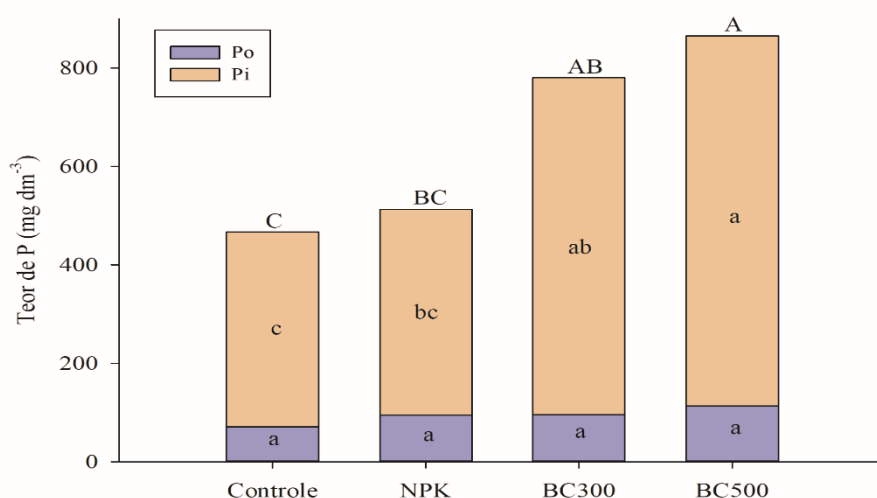 Po
Pi
Teor de P (mg dm-3)
800
600
400
200
0
C
BC
AB
A
c
bc
ab
a
a
a
a
a
Controle
NPK
BC300
BC500